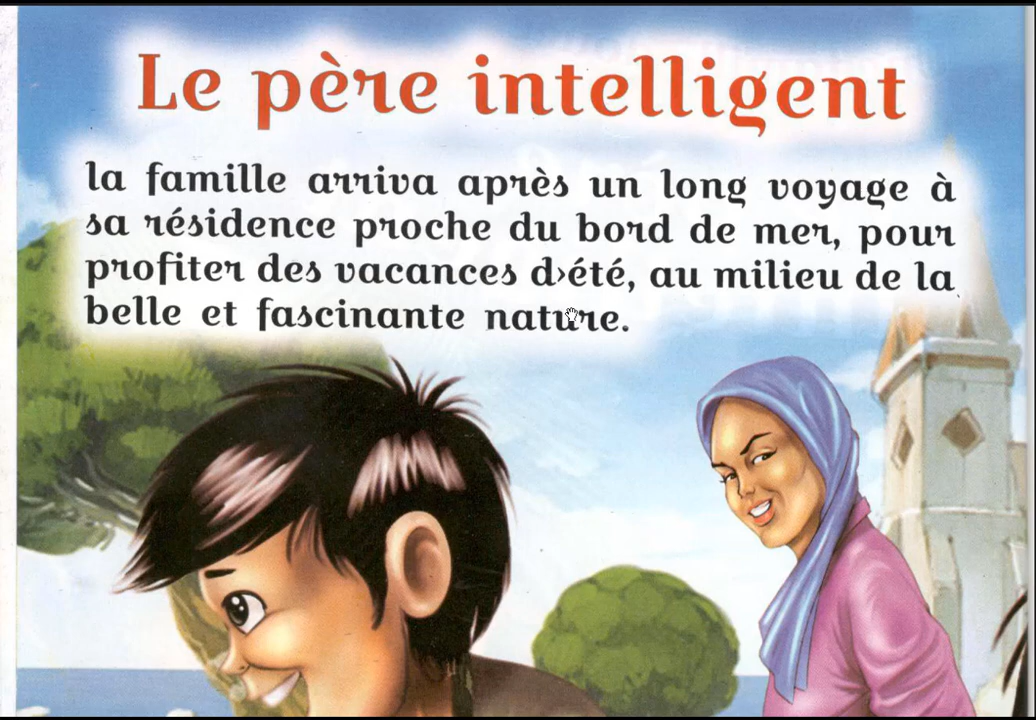 Le père intelligent
la famille arriva après un long voyage à
sa résidence proche du bord de mer, pour
profiter des vacances d›été, au milieu de la
belle et fascinante nature.